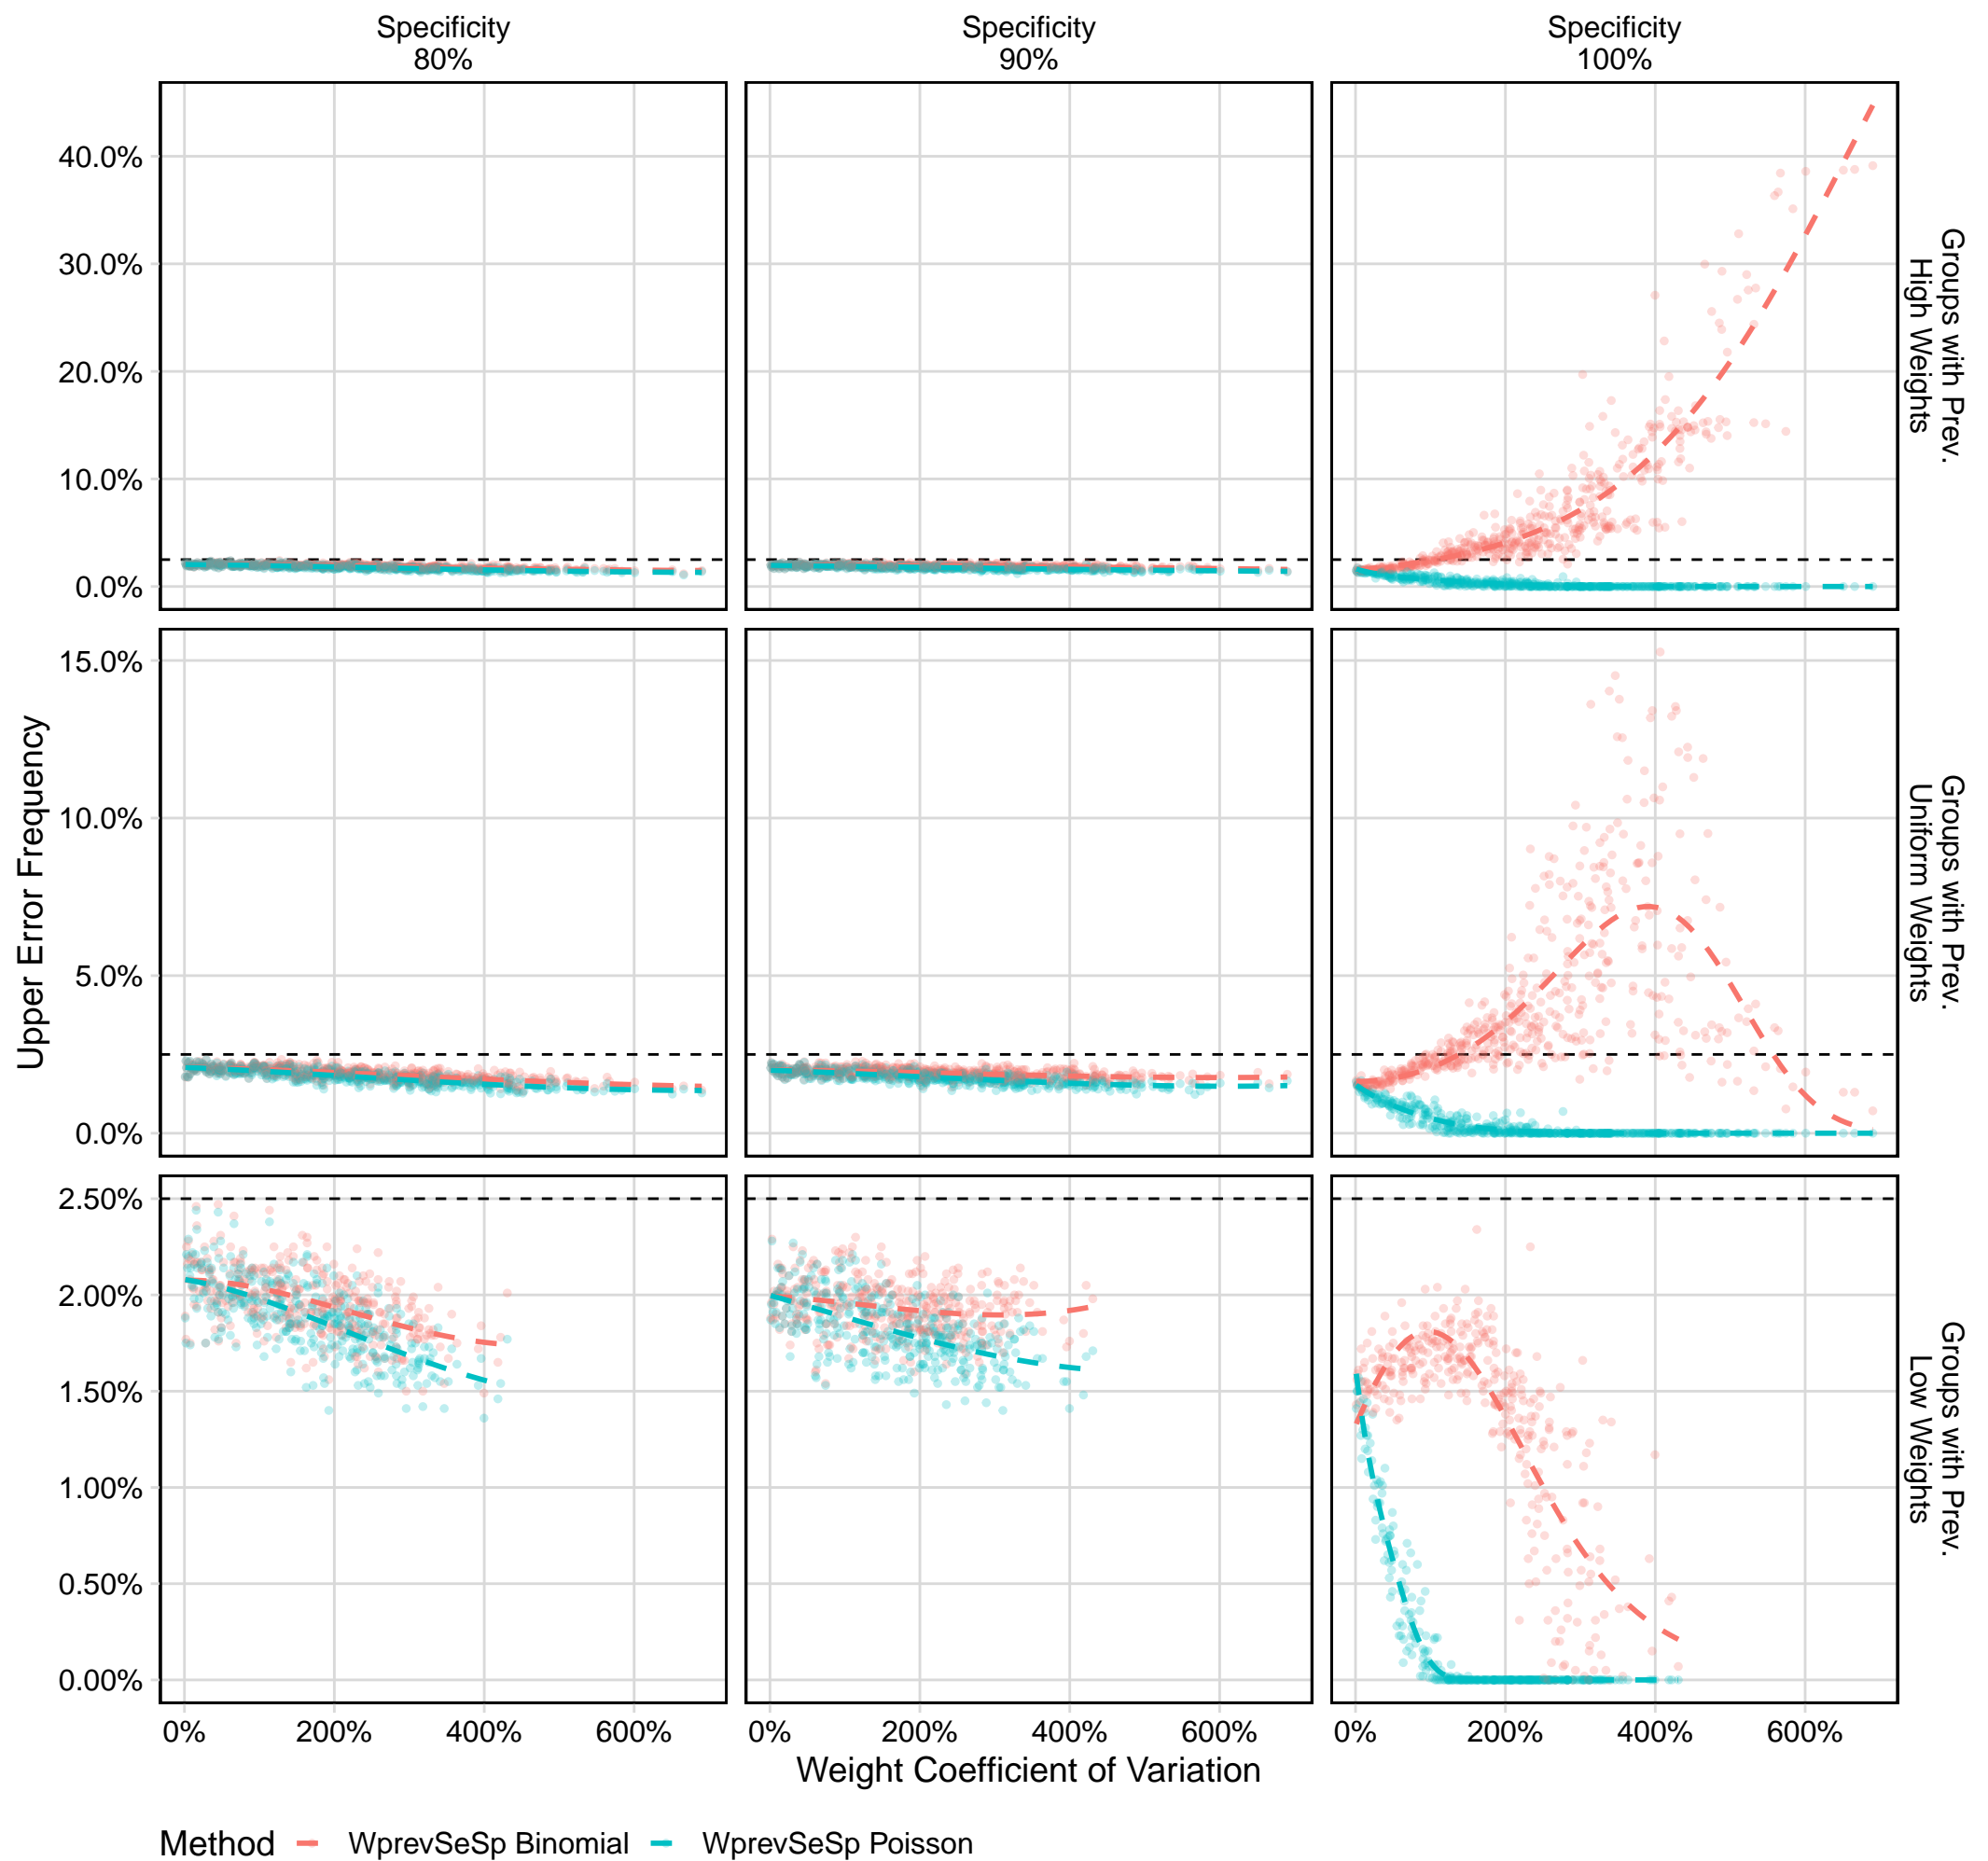 Specificity
80%
Specificity
90%
Specificity
100%
Upper Error Frequency
40.0%
30.0%
20.0%
10.0%
0.0%
Groups with Prev.
High Weights
15.0%
10.0%
5.0%
0.0%
Groups with Prev.
Uniform Weights
2.50%
2.00%
1.50%
1.00%
0.50%
0.00%
Groups with Prev.
Low Weights
0% 200% 400% 600%
0% 200% 400% 600%
0% 200% 400% 600%
Weight Coefficient of Variation
Method WprevSeSp Binomial WprevSeSp Poisson